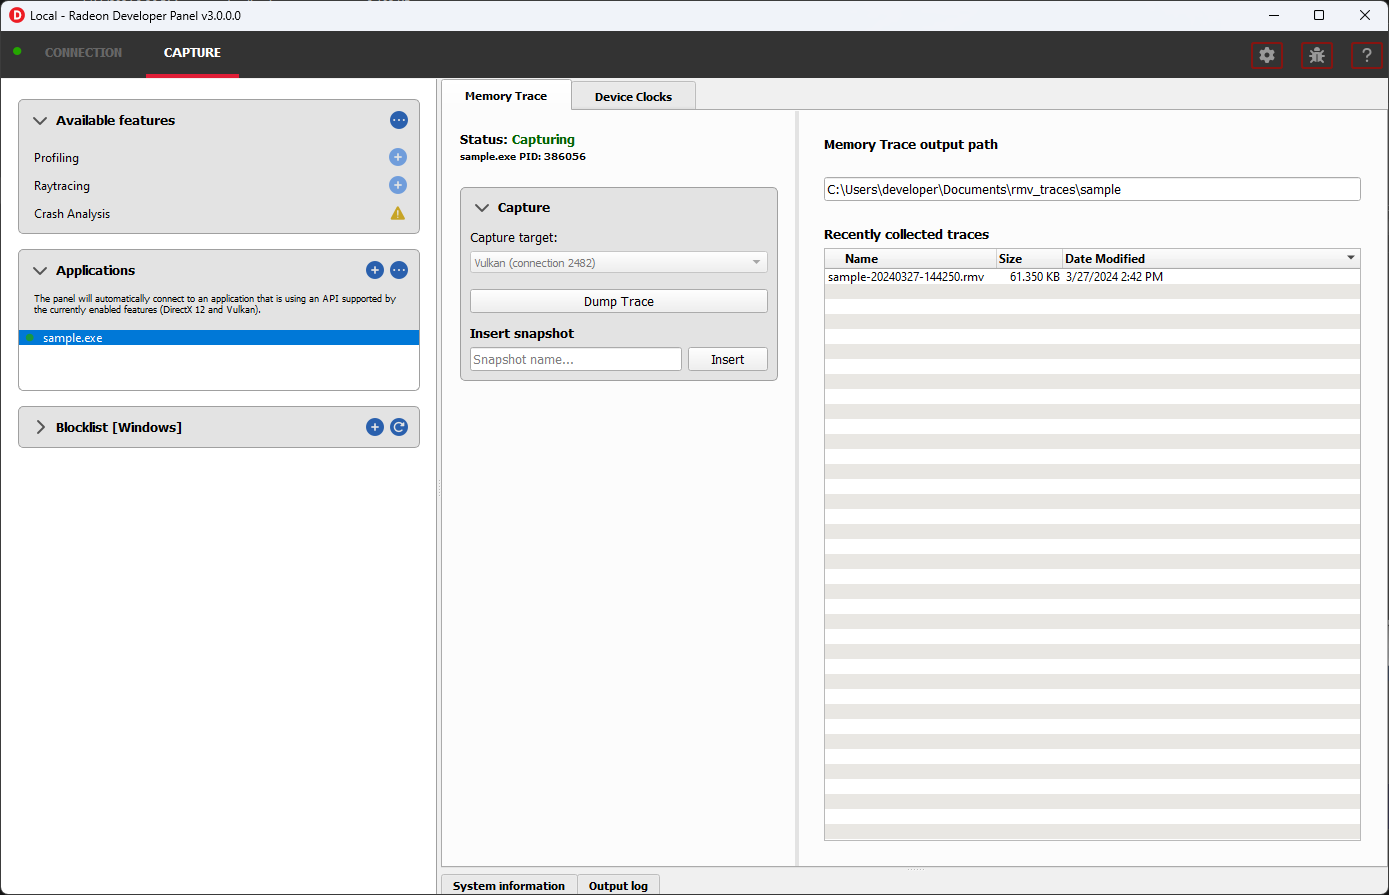 Local - Radeon Developer Panel v3.0.0.0
CONNECTION
CAPTURE
Available features
Profiling
Raytracing
Crash Analysis
Applications
The panel will automatically connect to an application that is using an API supported by
the currently enabled features (DirectX 12 and Vulkan).
sample.exe
Blocklist [Windows]
Memory Trace
Device Clocks
Status: Capturing
sample.exe PID: 386056
Capture
Capture target:
Vulkan (connection 2482)
Dump Trace
Insert snapshot
Snapshot name...
Insert
Memory Trace output path
C:\Users\developer\Documents\rmv_traces\sample
Recently collected traces
Name Size Date Modified
sample-20240327-144250.rmv 61.350 KB 3/27/2024 2:42 PM
System information
Output log